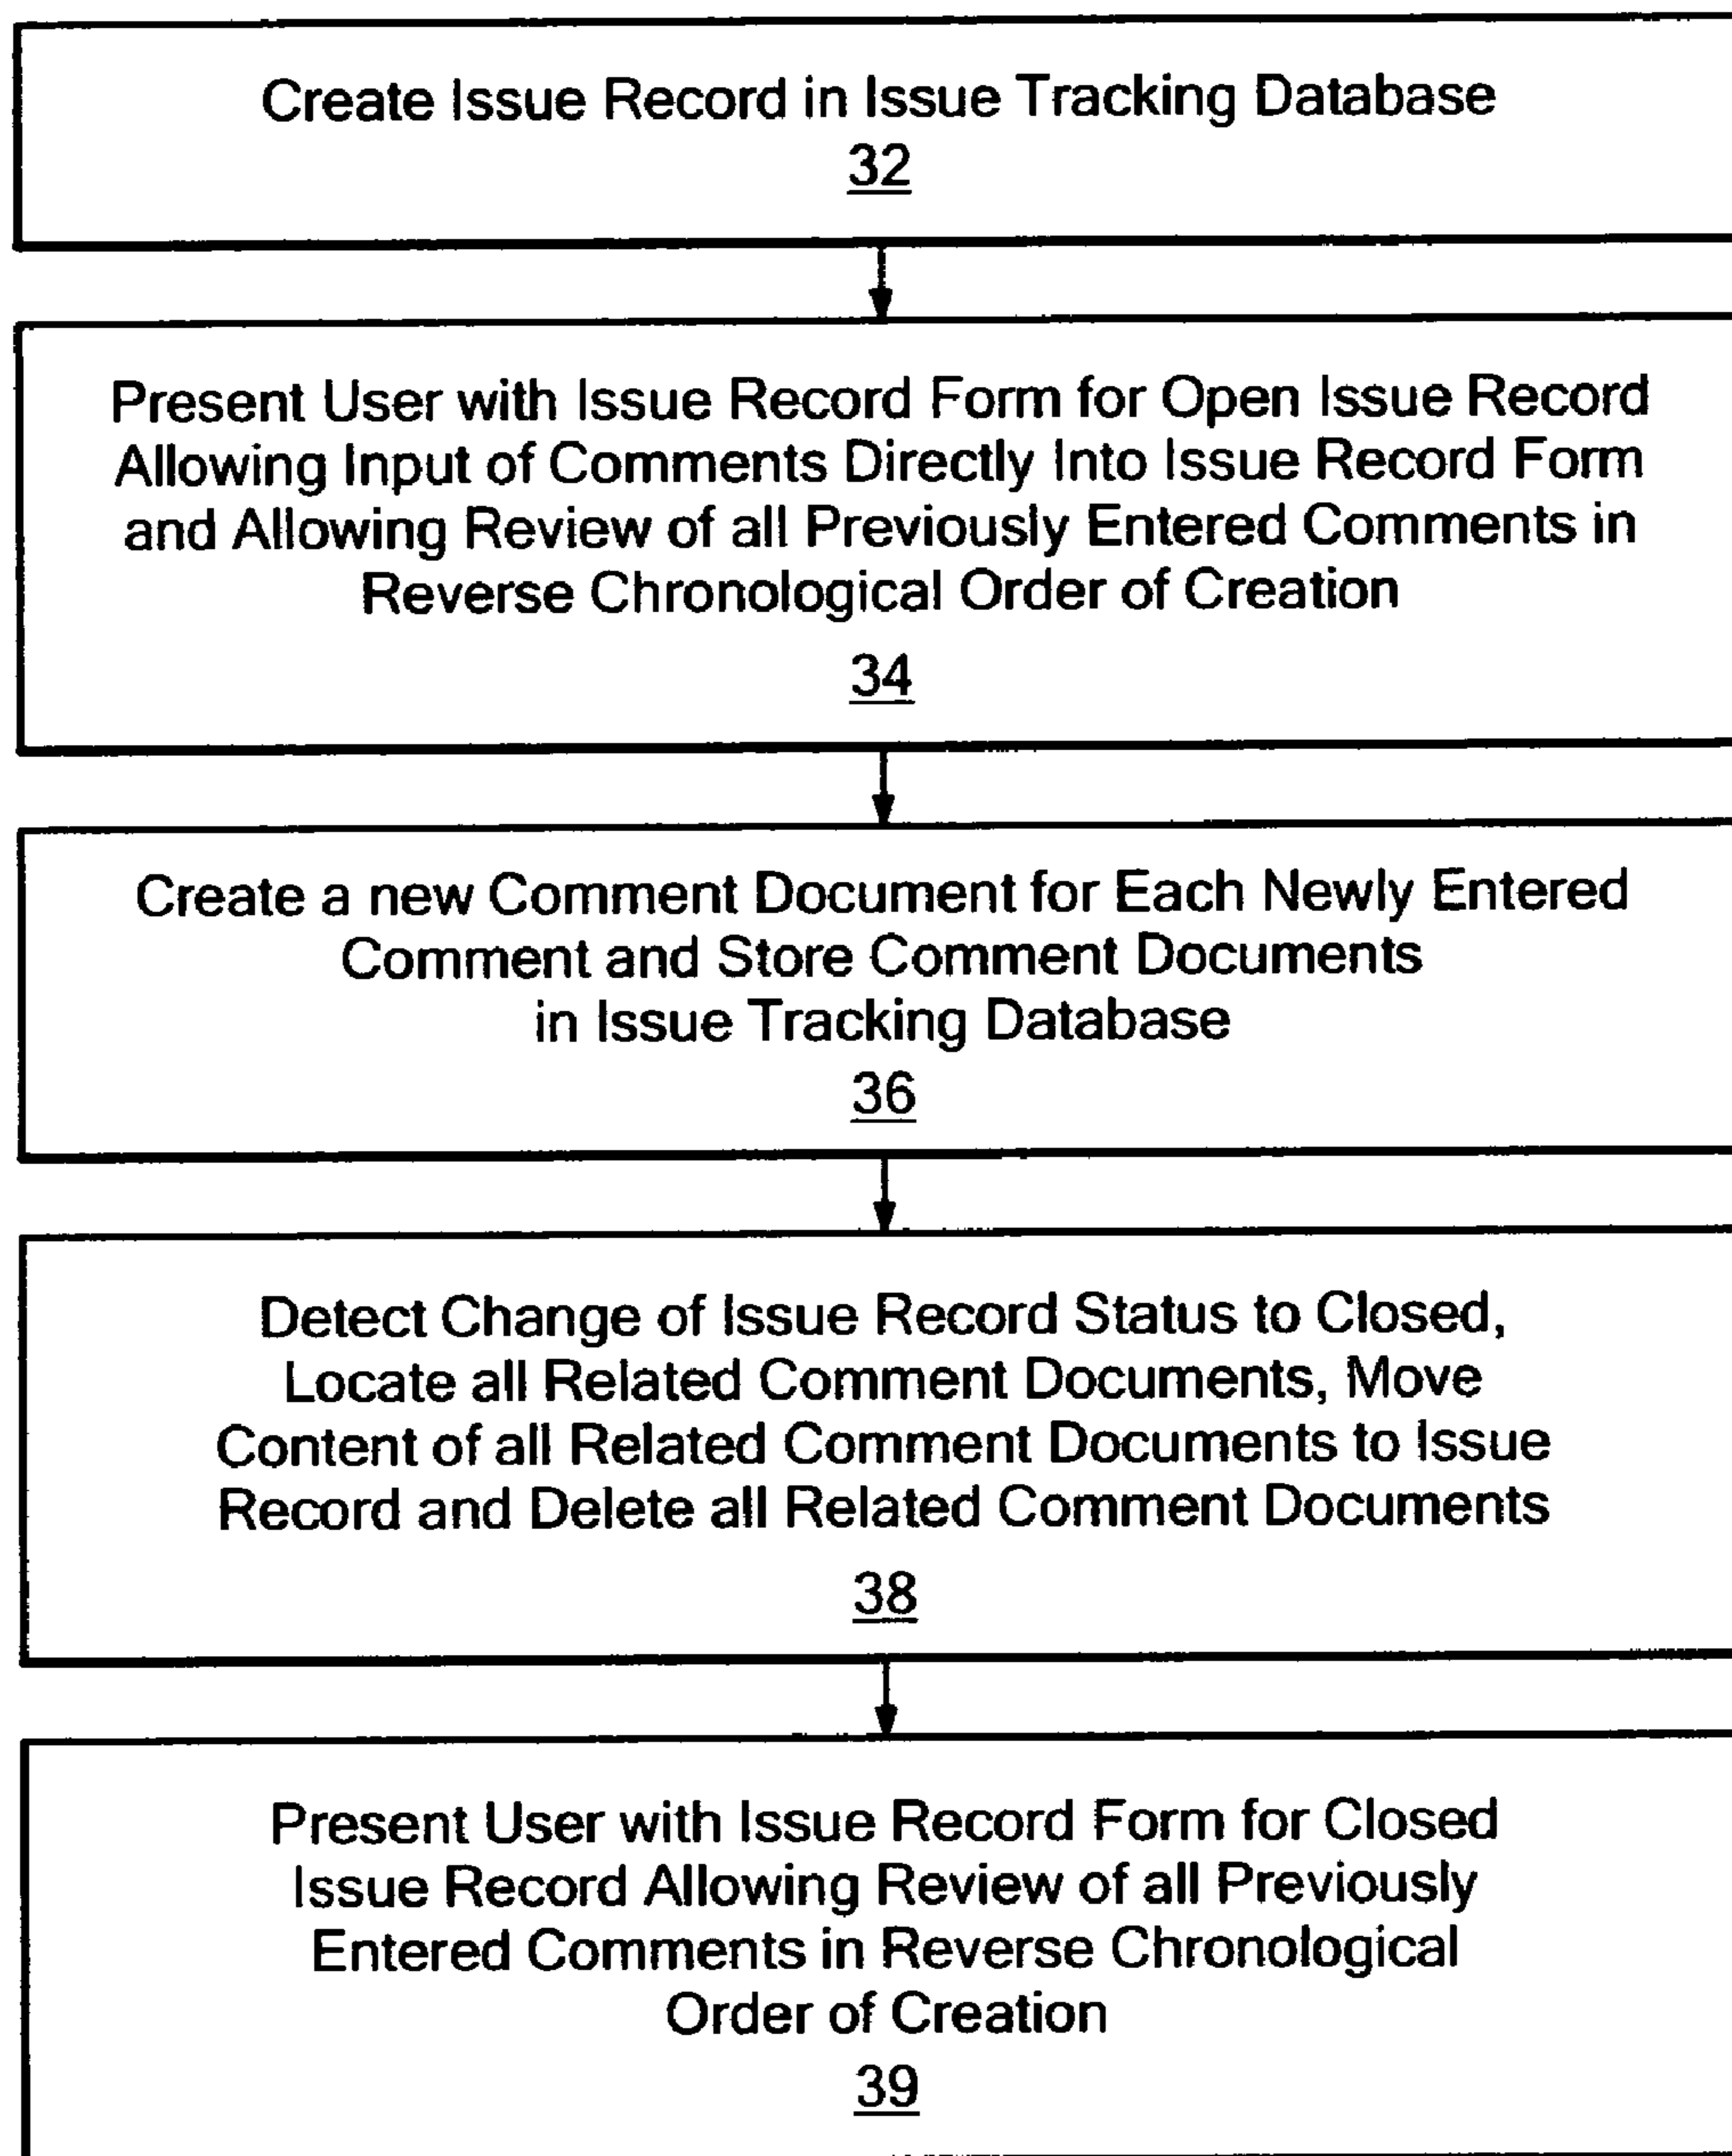 Create Issue Record in Issue Tracking Database
32
Present User with Issue Record Form for Open Issue Record
Allowing Input of Comments Directly Into Issue Record Form
and Allowing Review of all Previously Entered Comments in
Reverse Chronological Order of Creation
34
Create a new Comment Document for Each Newly Entered
Comment and Store Comment Documents
in Issue Tracking Database
36
Detect Change of Issue Record Status to Closed,
Locate all Related Comment Documents, Move
Content of all Related Comment Documents to Issue
Record and Delete all Related Comment Documents
38
Present User with Issue Record Form for Closed
Issue Record Allowing Review of all Previously
Entered Comments in Reverse Chronological
Order of Creation
39